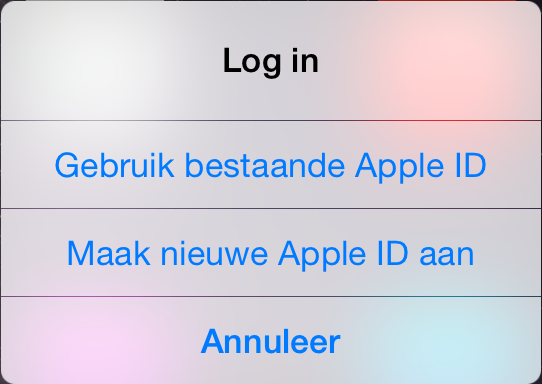 Log in
Gebruik bestaande Apple ID
Maak nieuwe Apple ID aan
Annuleer